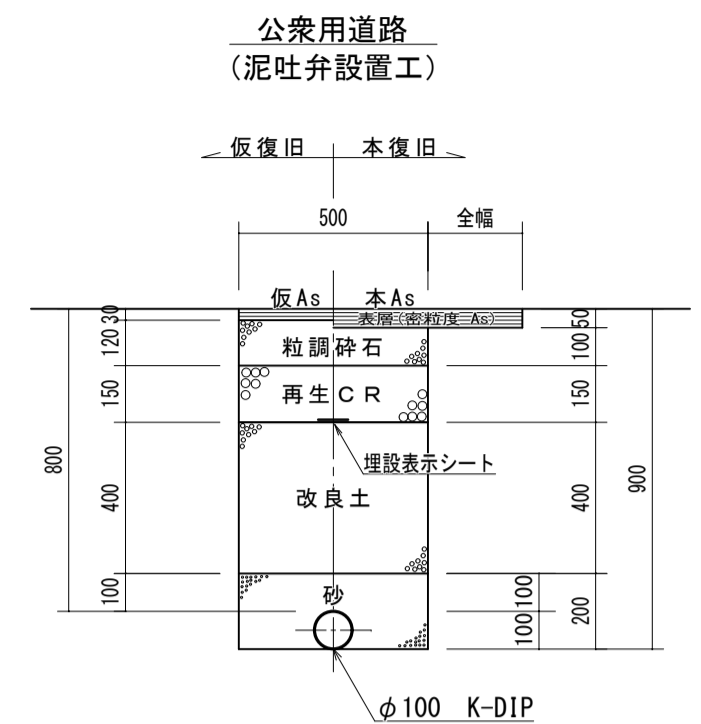 公衆用道路
(泥吐弁設置工)
仮復旧 本復旧
500 全幅
仮As 本As
表層(密粒度 As)
30
50
120
粒調砕石
100
150
再生CR
150
埋設表示シート
800
400
改良土
400
900
100
砂
100
100
200
φ100 K-DIP